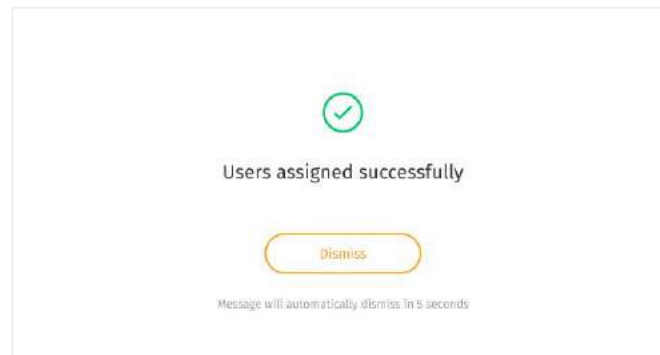 Users assigned successfully
Dismiss
Message will automatically dismiss in 5 seconds